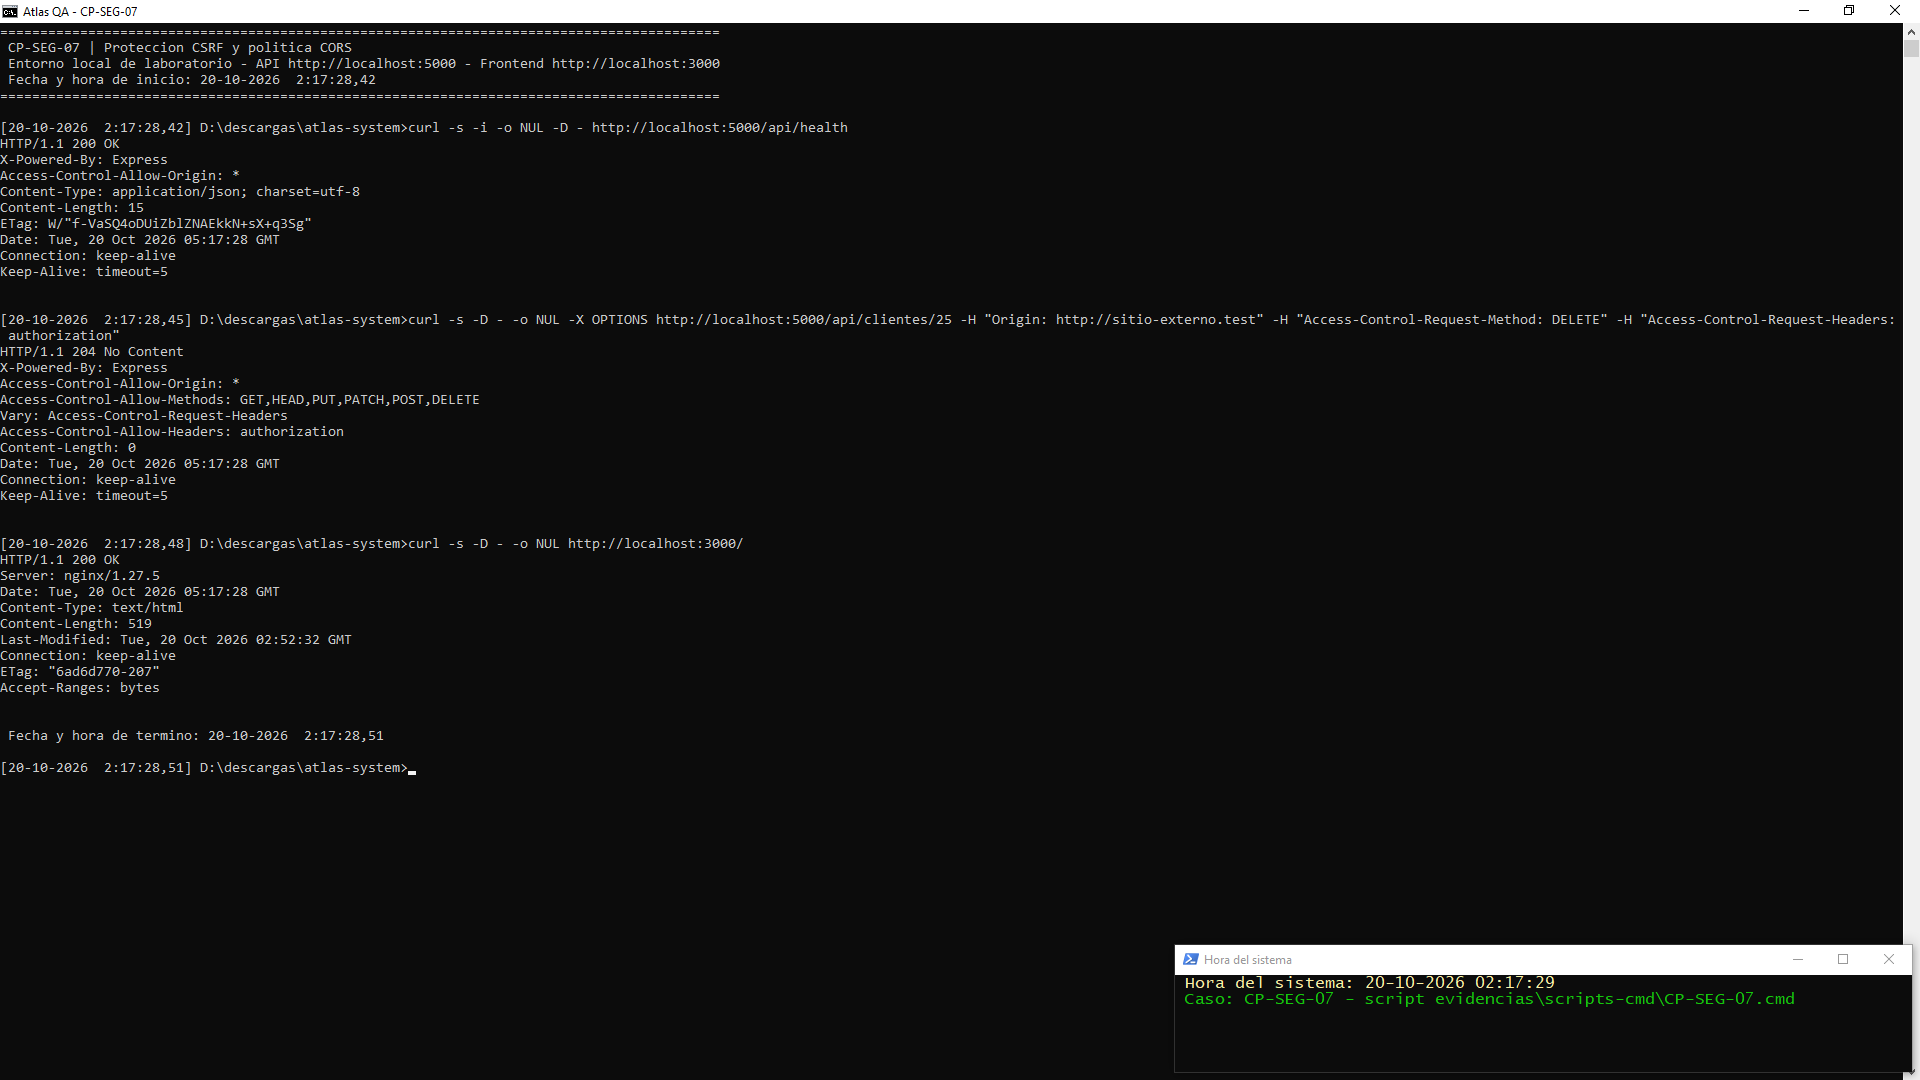 Atlas QA - CP-SEG-07
==========================================================================================
CP-SEG-07 | Proteccion CSRF y politica CORS
Entorno local de laboratorio - API http://localhost:5000 - Frontend http://localhost:3000
Fecha y hora de inicio: 20-10-2026  2:17:28,42
==========================================================================================
[20-10-2026  2:17:28,42] D:\descargas\atlas-system>curl -s -i -o NUL -D - http://localhost:5000/api/health
HTTP/1.1 200 OK
X-Powered-By: Express
Access-Control-Allow-Origin: *
Content-Type: application/json; charset=utf-8
Content-Length: 15
ETag: W/"f-VaSQ4oDUiZblZNAEkkN+sX+q3Sg"
Date: Tue, 20 Oct 2026 05:17:28 GMT
Connection: keep-alive
Keep-Alive: timeout=5
[20-10-2026  2:17:28,45] D:\descargas\atlas-system>curl -s -D - -o NUL -X OPTIONS http://localhost:5000/api/clientes/25 -H "Origin: http://sitio-externo.test" -H "Access-Control-Request-Method: DELETE" -H "Access-Control-Request-Headers:
authorization"
HTTP/1.1 204 No Content
X-Powered-By: Express
Access-Control-Allow-Origin: *
Access-Control-Allow-Methods: GET,HEAD,PUT,PATCH,POST,DELETE
Vary: Access-Control-Request-Headers
Access-Control-Allow-Headers: authorization
Content-Length: 0
Date: Tue, 20 Oct 2026 05:17:28 GMT
Connection: keep-alive
Keep-Alive: timeout=5
[20-10-2026  2:17:28,48] D:\descargas\atlas-system>curl -s -D - -o NUL http://localhost:3000/
HTTP/1.1 200 OK
Server: nginx/1.27.5
Date: Tue, 20 Oct 2026 05:17:28 GMT
Content-Type: text/html
Content-Length: 519
Last-Modified: Tue, 20 Oct 2026 02:52:32 GMT
Connection: keep-alive
ETag: "6ad6d770-207"
Accept-Ranges: bytes
Fecha y hora de termino: 20-10-2026  2:17:28,51
[20-10-2026  2:17:28,51] D:\descargas\atlas-system>
Hora del sistema
Hora del sistema: 20-10-2026 02:17:29
Caso: CP-SEG-07 - script evidencias\scripts-cmd\CP-SEG-07.cmd